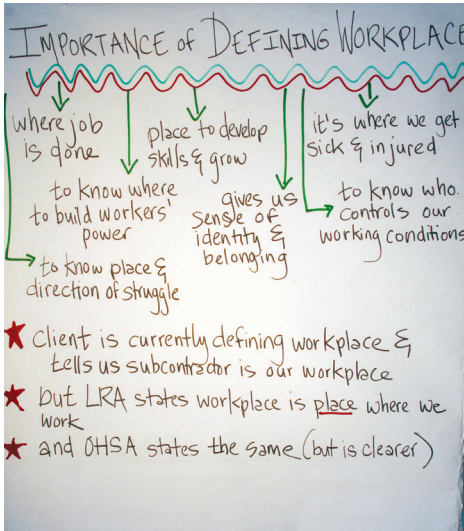 IMPORTANCE of DEFINING WORKPLACE
where job
is done
place to develop
skills & grow
it's where we get
sick & injured
to know where
to build workers'
power
gives us
sense of
identity &
belonging
to know who
controls our
working conditions
to know place &
direction of struggle
Client is currently defining workplace &
tells us subcontractor is our workplace
but LRA states workplace is place where we
work
and OHSA states the same (but is clearer)